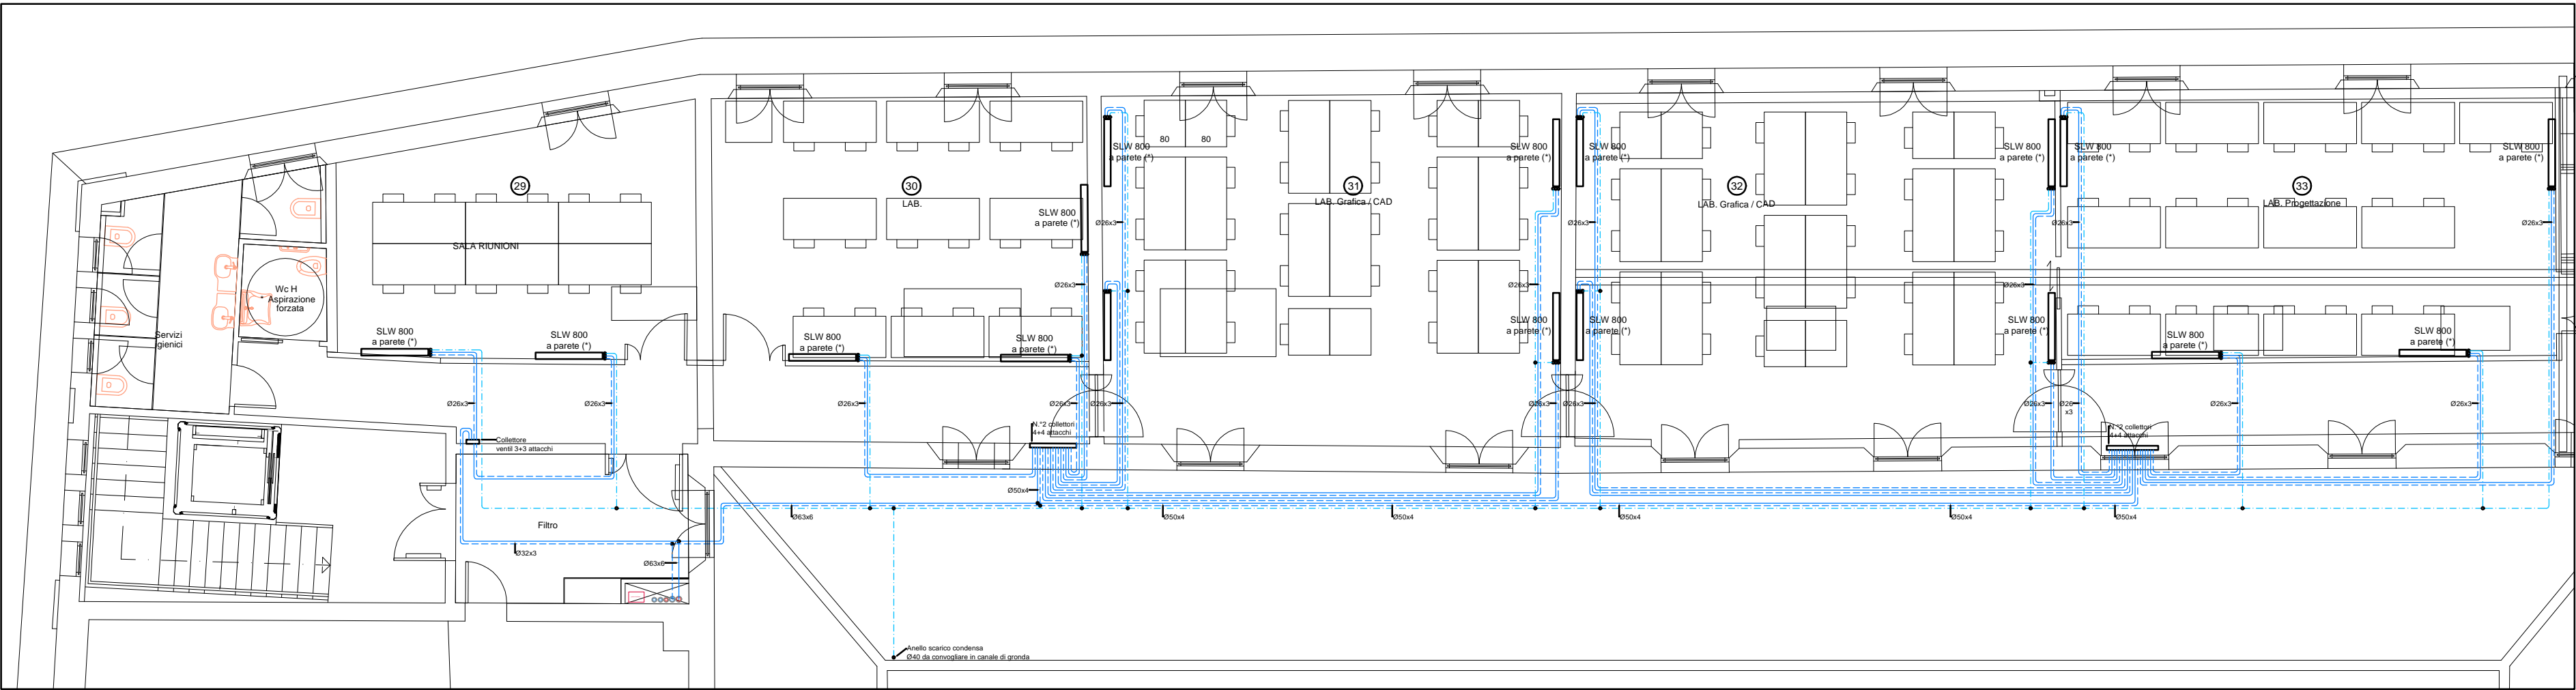 80
80
SLW 800
a parete (*)
SLW 800
a parete (*)
SLW 800
a parete (*)
SLW 800
a parete (*)
SLW 800
a parete (*)
SLW 800
a parete (*)
29
30
LAB.
31
LAB. Grafica / CAD
32
LAB. Grafica / CAD
33
LAB. Progettazione
SLW 800
a parete (*)
Ø26x3
Ø26x3
Ø26x3
Ø26x3
SALA RIUNIONI
Wc H
Aspirazione
forzata
Ø26x3
Ø26x3
Ø26x3
Servizi
igienici
SLW 800
a parete (*)
SLW 800
a parete (*)
SLW 800
a parete (*)
SLW 800
a parete (*)
SLW 800
a parete (*)
SLW 800
a parete (*)
SLW 800
a parete (*)
SLW 800
a parete (*)
SLW 800
a parete (*)
Ø26x3
Ø26x3
Ø26x3
Ø26x3
Ø26x3
Ø26x3
Ø26x3
Ø26x3
Ø26
x3
Ø26x3
Ø26x3
Collettore
ventil 3+3 attacchi
N.°2 collettori
4+4 attacchi
N.°2 collettori
4+4 attacchi
Ø50x4
Filtro
Ø63x6
Ø50x4
Ø50x4
Ø50x4
Ø50x4
Ø50x4
Ø32x3
Ø63x6
Anello scarico condensa
Ø40 da convogliare in canale di gronda